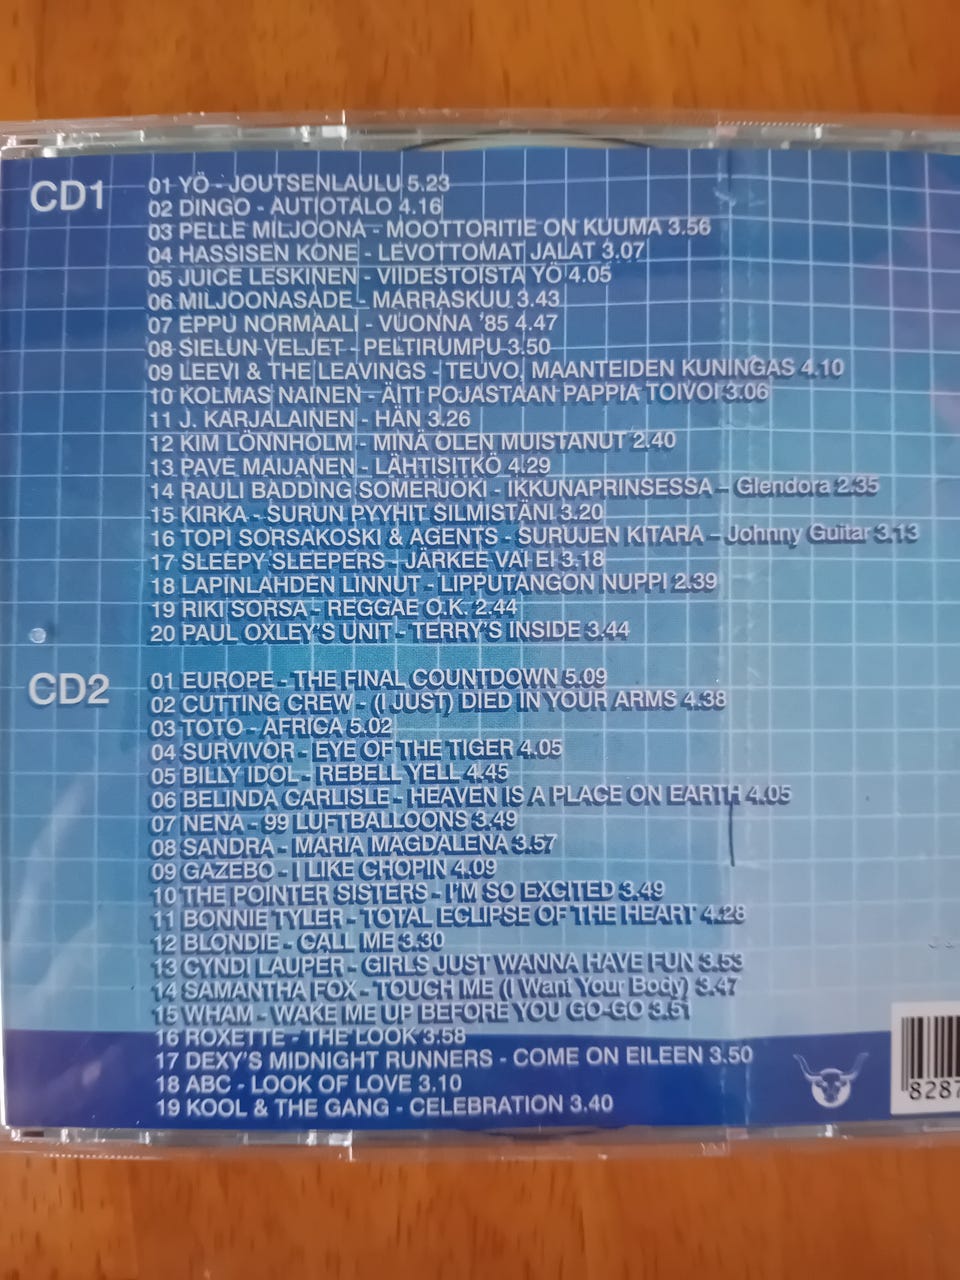 CD1
01 YÖ - JOUTSENLAULU 5.23
02 DINGO - AUTIOTALO 4.16
03 PELLE MILJOONA - MOOTTORITIE ON KUUMA 3.56
04 HASSISEN KONE - LEVOTTOMAT JALAT 3.07
05 JUICE LESKINEN - VIIDESTOISTA YÖ 4.05
06 MILJOONASADE - MARRASKUU 3.43
07 EPPU NORMAALI - VUONNA '85 4.47
08 SIELUN VELJET - PELTIRUMPU 3.50
09 LEEVI & THE LEAVINGS - TEUVO, MAANTEIDEN KUNINGAS 4.10
10 KOLMAS NAINEN - ÄITI POJASTAAN PAPPIA TOIVOI 3.06
11 J. KARJALAINEN - HÄN 3.26
12 KIM LÖNNHOLM - MINÄ OLEN MUISTANUT 2.40
13 PAVE MAIJANEN - LÄHTISITKÖ 4.29
14 RAULI BADDING SOMERJOKI - IKKUNAPRINSESSA – Glendora 2.35
15 KIRKA - SURUN PYYHIT SILMISTÄNI 3.20
16 TOPI SORSAKOSKI & AGENTS - SURUJEN KITARA – Johnny Guitar 3.13
17 SLEEPY SLEEPERS - JÄRKEE VAI EI 3.18
18 LAPINLAHDEN LINNUT - LIPPUTANGON NUPPI 2.39
19 RIKI SORSA - REGGAE O.K. 2.44
20 PAUL OXLEY'S UNIT - TERRY'S INSIDE 3.44
CD2
01 EUROPE - THE FINAL COUNTDOWN 5.09
02 CUTTING CREW - (I JUST) DIED IN YOUR ARMS 4.38
03 TOTO - AFRICA 5.02
04 SURVIVOR - EYE OF THE TIGER 4.05
05 BILLY IDOL - REBELL YELL 4.45
06 BELINDA CARLISLE - HEAVEN IS A PLACE ON EARTH 4.05
07 NENA - 99 LUFTBALLOONS 3.49
08 SANDRA - MARIA MAGDALENA 3.57
09 GAZEBO - I LIKE CHOPIN 4.09
10 THE POINTER SISTERS - I'M SO EXCITED 3.49
11 BONNIE TYLER - TOTAL ECLIPSE OF THE HEART 4.28
12 BLONDIE - CALL ME 3.30
13 CYNDI LAUPER - GIRLS JUST WANNA HAVE FUN 3.53
14 SAMANTHA FOX - TOUCH ME (I Want Your Body) 3.47
15 WHAM - WAKE ME UP BEFORE YOU GO-GO 3.51
16 ROXETTE - THE LOOK 3.58
17 DEXY'S MIDNIGHT RUNNERS - COME ON EILEEN 3.50
18 ABC - LOOK OF LOVE 3.10
19 KOOL & THE GANG - CELEBRATION 3.40
8287